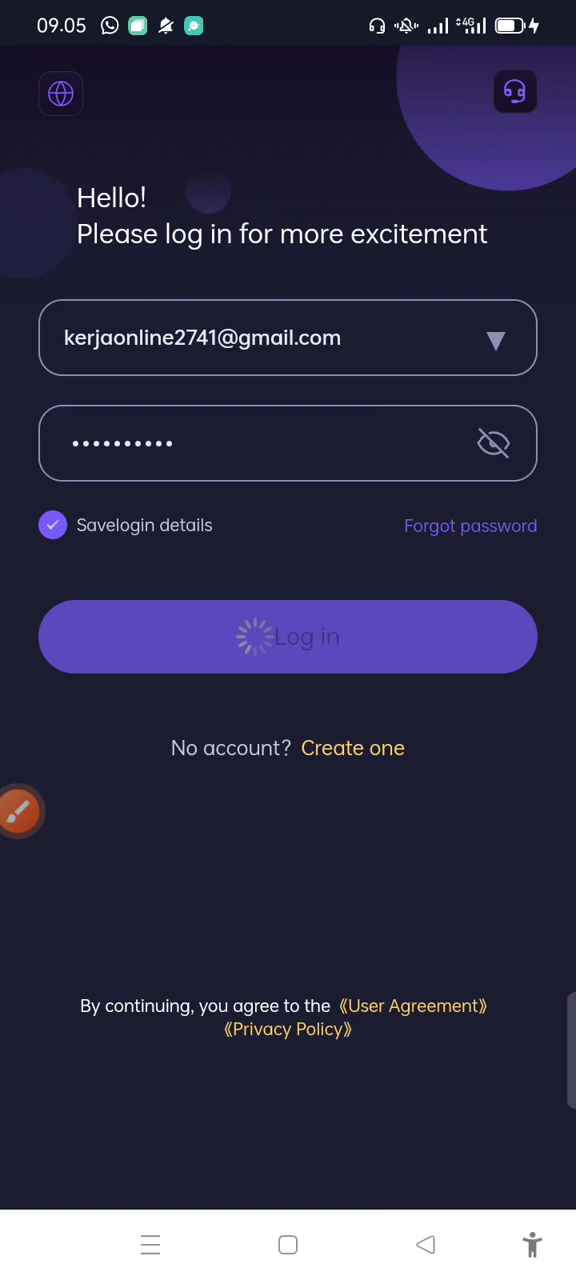 09.05
4G
Hello!
Please log in for more excitement
kerjaonline2741@gmail.com
••••••••••
Savelogin details
Forgot password
Log in
No account? Create one
By continuing, you agree to the 《User Agreement》
《Privacy Policy》